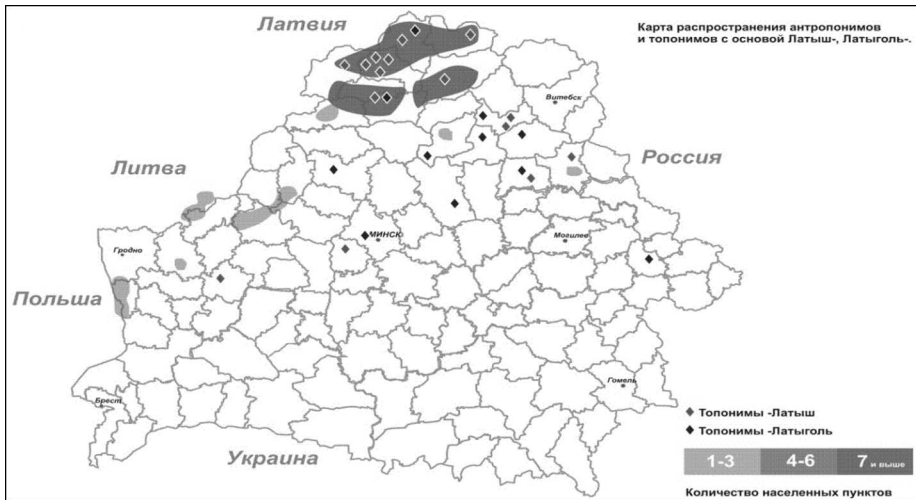 Латвия
Карта распространения антропонимов
и топонимов с основой Латыш-, Латыголь-.
Витебск
Литва
Россия
МИНСК
Могилев
Гродно
Польша
Гомель
Брест
Топонимы -Латыш
Топонимы -Латыголь
Украина
1-3 4-6 7 и выше
Количество населенных пунктов